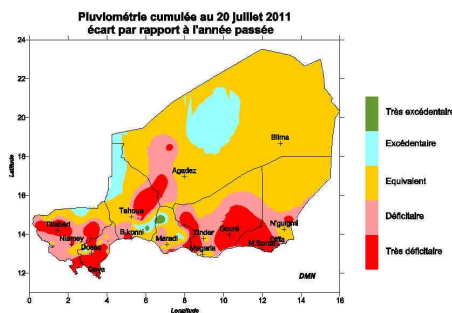 Pluviométrie cumulée au 20 juillet 2011
écart par rapport à l'année passée
24
22
20
18
16
14
12
0 2 4 6 8 10 12 14 16
Latitude
Longitude
Bilma
Agadez
Tahoua
Tillabéri
N'guigmi
B.konni
Maradi
Zinder
Gouré
Niamey
Dosso
Magaria
M.Soroa
Diffa
Gaya
DMN
Très excédentaire
Excédentaire
Equivalent
Déficitaire
Très déficitaire